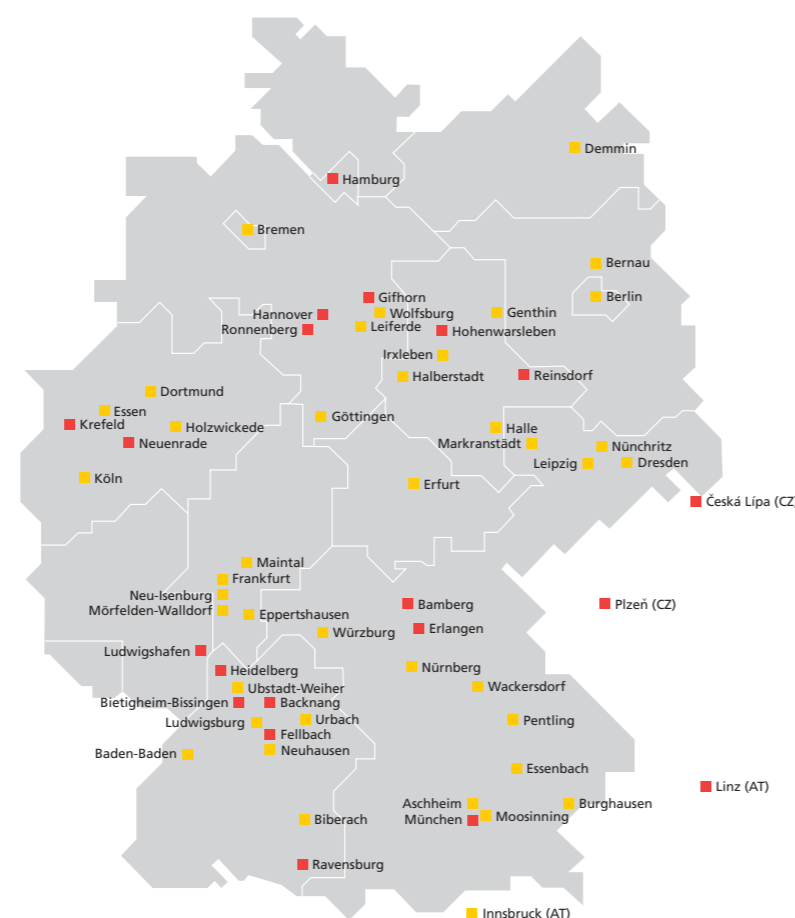 Demmin
Hamburg
Bremen
Bernau
Berlin
Gifhorn
Hannover
Wolfsburg
Genthin
Ronnenberg
Leiferde
Hohenwarsleben
Irxleben
Halberstadt
Reinsdorf
Dortmund
Essen
Göttingen
Krefeld
Holzwickede
Halle
Neuenrade
Markranstädt
Nünchritz
Leipzig
Dresden
Köln
Erfurt
Česká Lípa (CZ)
Maintal
Frankfurt
Neu-Isenburg
Bamberg
Plzeň (CZ)
Mörfelden-Walldorf
Eppertshausen
Erlangen
Würzburg
Ludwigshafen
Heidelberg
Nürnberg
Ubstadt-Weiher
Wackersdorf
Bietigheim-Bissingen
Backnang
Ludwigsburg
Urbach
Pentling
Fellbach
Baden-Baden
Neuhausen
Essenbach
Linz (AT)
Aschheim
Burghausen
München
Moosinning
Biberach
Ravensburg
Innsbruck (AT)